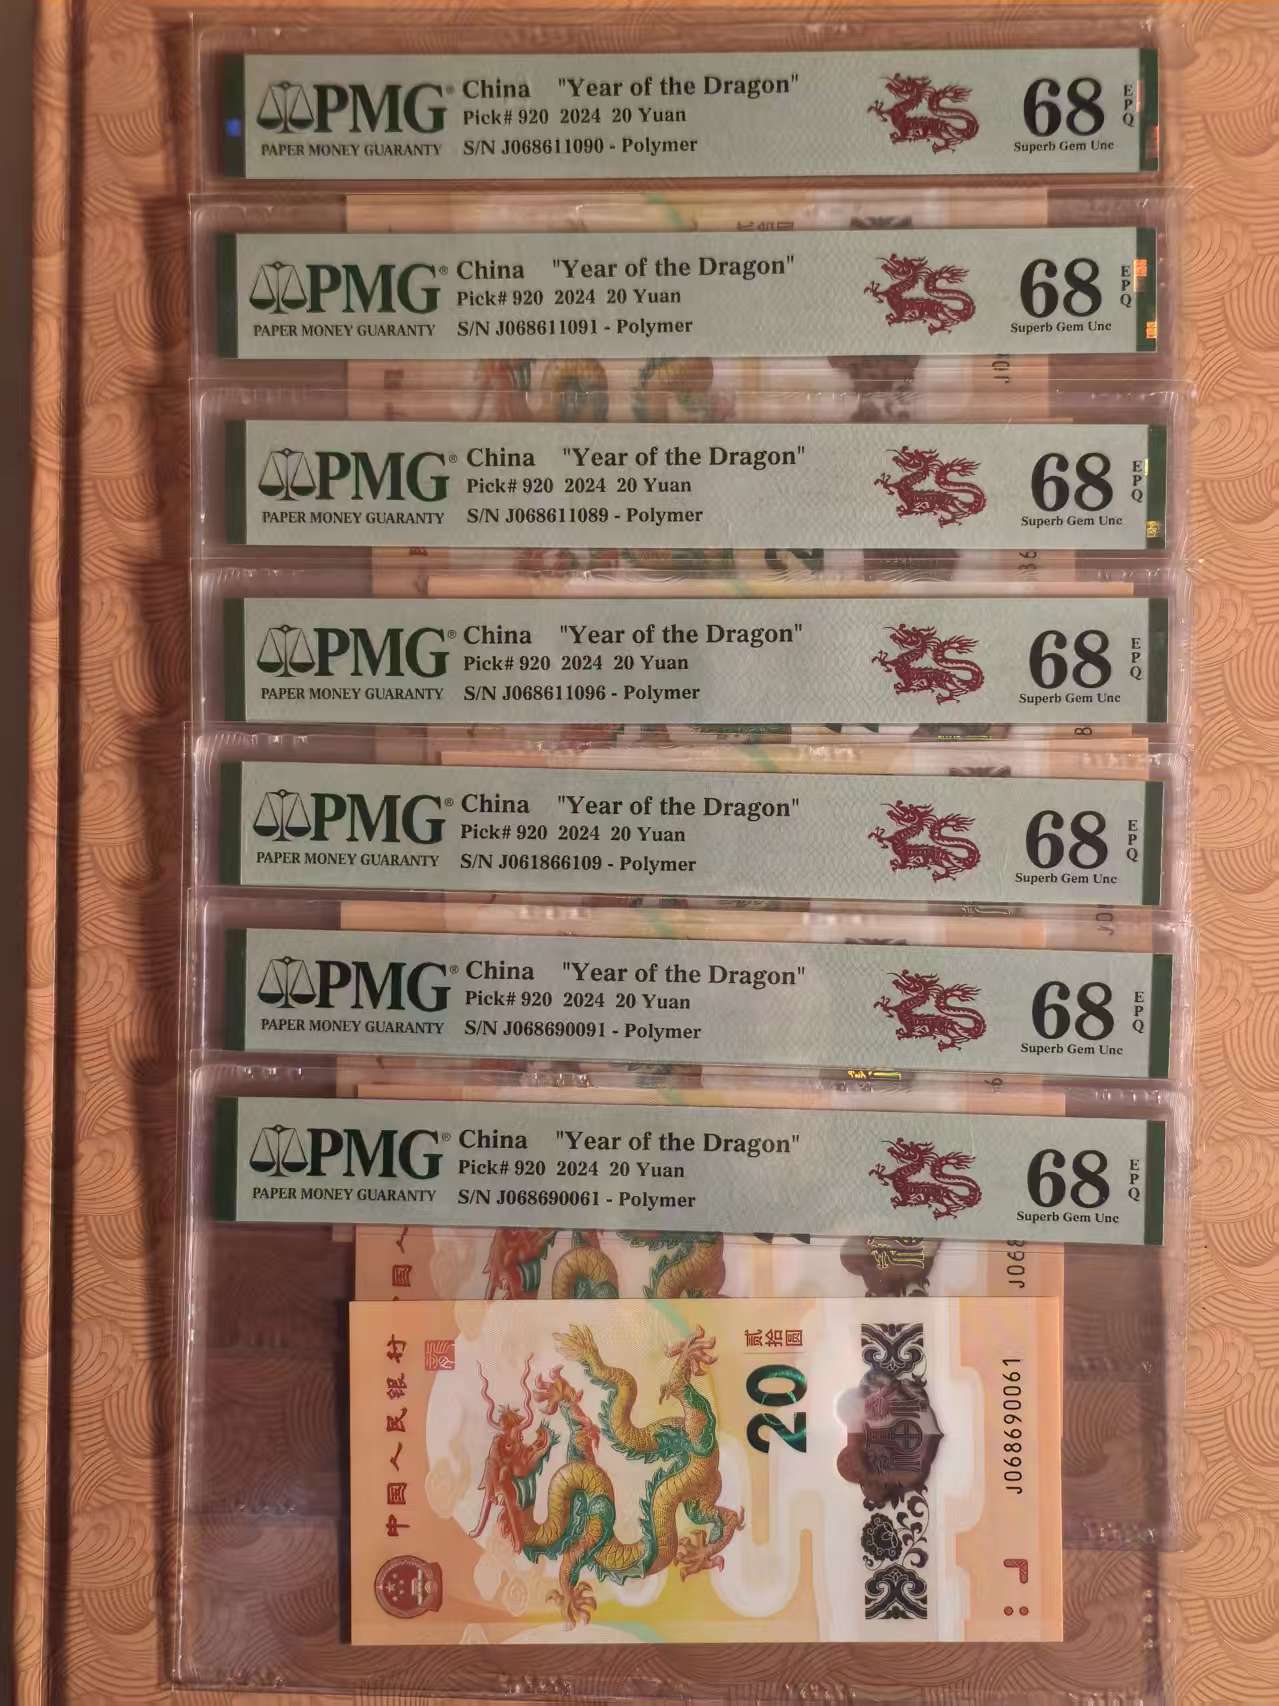 PMG®
PAPER MONEY GUARANTY
China "Year of the Dragon"
Pick# 920 2024 20 Yuan
S/N J068611090 - Polymer
68
EPQ
Superb Gem Unc
PMG®
PAPER MONEY GUARANTY
China "Year of the Dragon"
Pick# 920 2024 20 Yuan
S/N J068611091 - Polymer
68
EPQ
Superb Gem Unc
PMG®
PAPER MONEY GUARANTY
China "Year of the Dragon"
Pick# 920 2024 20 Yuan
S/N J068611089 - Polymer
68
EPQ
Superb Gem Unc
PMG®
PAPER MONEY GUARANTY
China "Year of the Dragon"
Pick# 920 2024 20 Yuan
S/N J068611096 - Polymer
68
EPQ
Superb Gem Unc
PMG®
PAPER MONEY GUARANTY
China "Year of the Dragon"
Pick# 920 2024 20 Yuan
S/N J061866109 - Polymer
68
EPQ
Superb Gem Unc
PMG®
PAPER MONEY GUARANTY
China "Year of the Dragon"
Pick# 920 2024 20 Yuan
S/N J068690091 - Polymer
68
EPQ
Superb Gem Unc
PMG®
PAPER MONEY GUARANTY
China "Year of the Dragon"
Pick# 920 2024 20 Yuan
S/N J068690061 - Polymer
68
EPQ
Superb Gem Unc
J068
中国人民银行
贰拾圆
20
J068690061